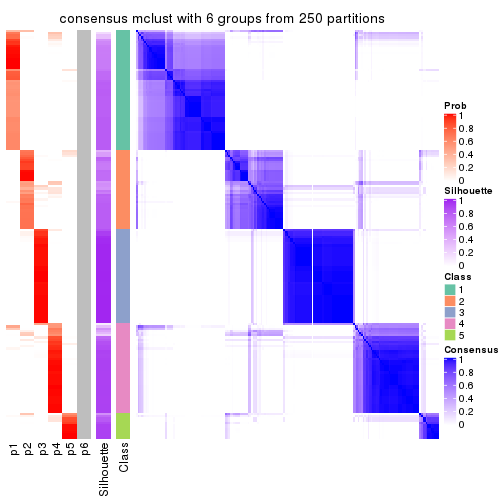 consensus mclust with 6 groups from 250 partitions
Prob
1
0.8
0.6
0.4
0.2
0
Silhouette
1
0.8
0.6
0.4
0.2
0
Class
1
2
3
4
5
Consensus
1
0.8
0.6
0.4
0.2
0
p1
p2
p3
p4
p5
p6
Silhouette
Class